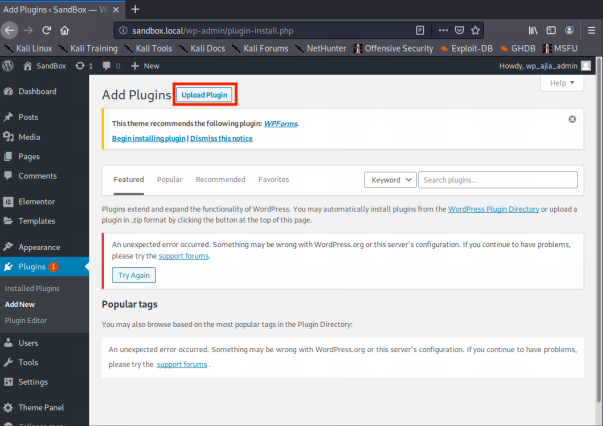 Add Plugins ‹ SandBox — W
sandbox.local/wp-admin/plugin-install.php
Kali Linux Kali Training Kali Tools Kali Docs Kali Forums NetHunter Offensive Security Exploit-DB GHDB MSFU
SandBox 1 0 New Howdy, wp_ajla_admin
Help
Dashboard
Posts
Media
Pages
Comments
Elementor
Templates
Appearance
Plugins 1
Installed Plugins
Add New
Plugin Editor
Users
Tools
Settings
Theme Panel
Collapse menu
Add Plugins Upload Plugin
This theme recommends the following plugin: WPForms.
Begin installing plugin | Dismiss this notice
Featured Popular Recommended Favorites Keyword Search plugins...
Plugins extend and expand the functionality of WordPress. You may automatically install plugins from the WordPress Plugin Directory or upload a
plugin in .zip format by clicking the button at the top of this page.
An unexpected error occurred. Something may be wrong with WordPress.org or this server's configuration. If you continue to have problems,
please try the support forums.
Try Again
Popular tags
You may also browse based on the most popular tags in the Plugin Directory:
An unexpected error occurred. Something may be wrong with WordPress.org or this server's configuration. If you continue to have problems,
please try the support forums .